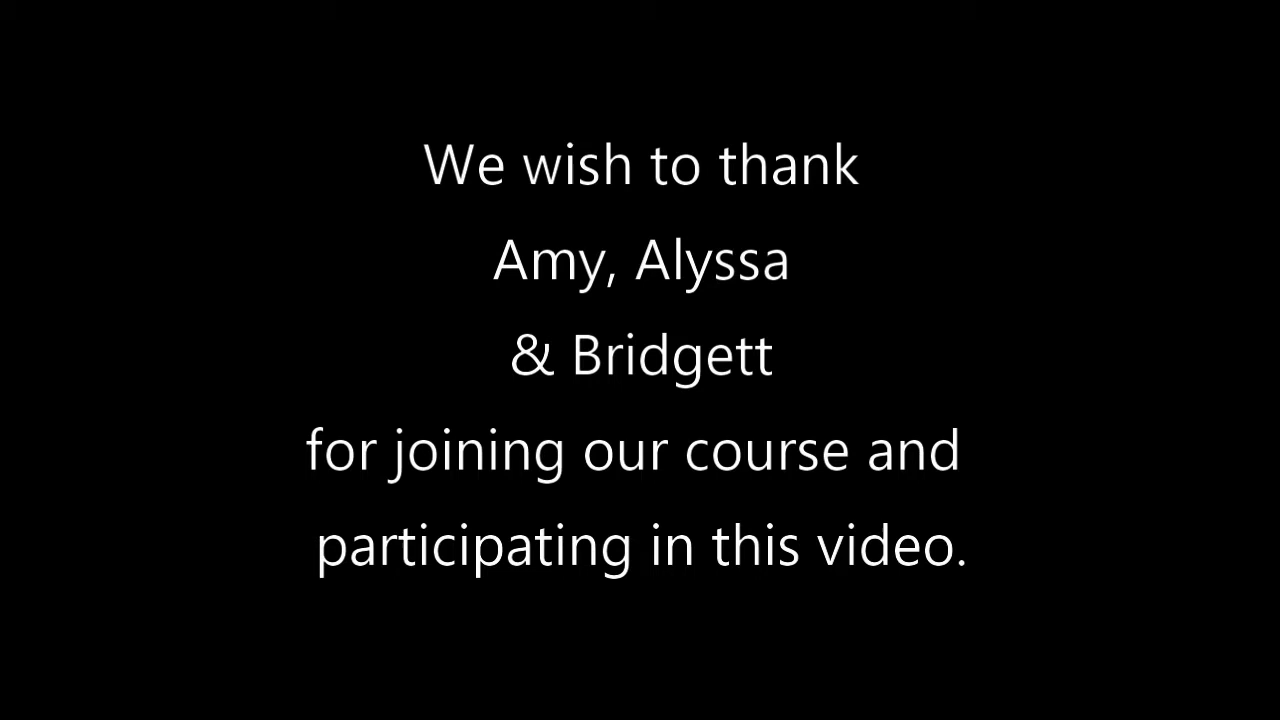 We wish to thank
Amy, Alyssa
& Bridgett
for joining our course and
participating in this video.